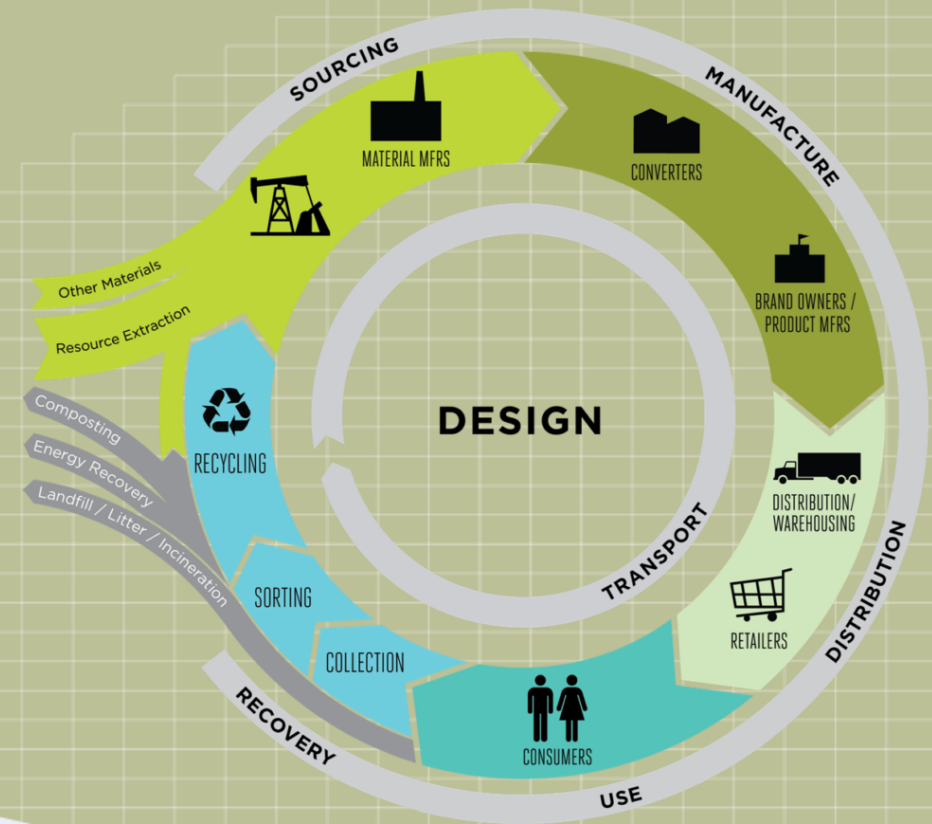 SOURCING
MANUFACTURE
MATERIAL MFRS
CONVERTERS
BRAND OWNERS /
PRODUCT MFRS
Other Materials
Resource Extraction
Composting
Energy Recovery
Landfill / Litter / Incineration
RECYCLING
DESIGN
TRANSPORT
DISTRIBUTION/
WAREHOUSING
RETAILERS
DISTRIBUTION
SORTING
COLLECTION
CONSUMERS
RECOVERY
USE